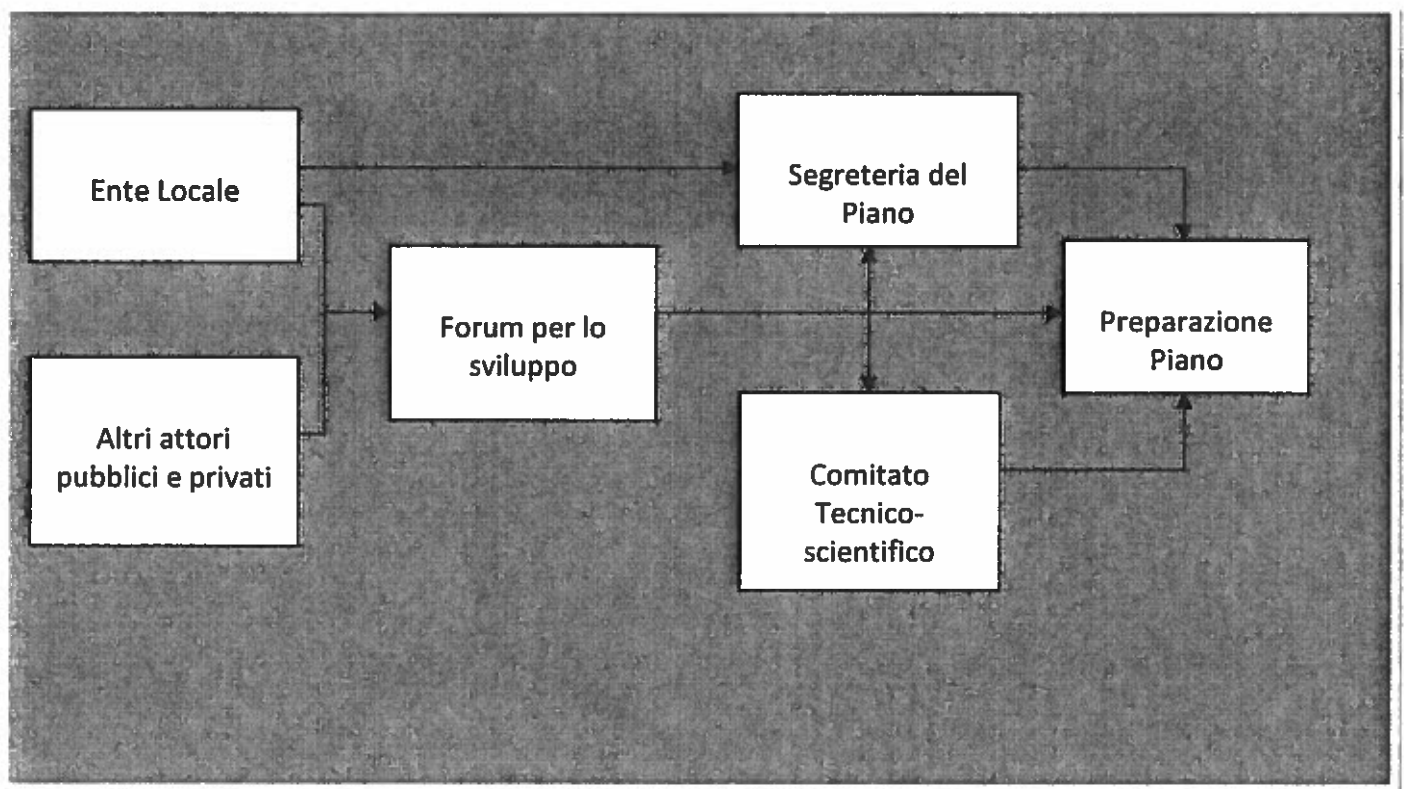 Ente Locale
Segreteria del
Piano
Forum per lo
sviluppo
Preparazione
Piano
Altri attori
pubblici e privati
Comitato
Tecnico-
scientifico